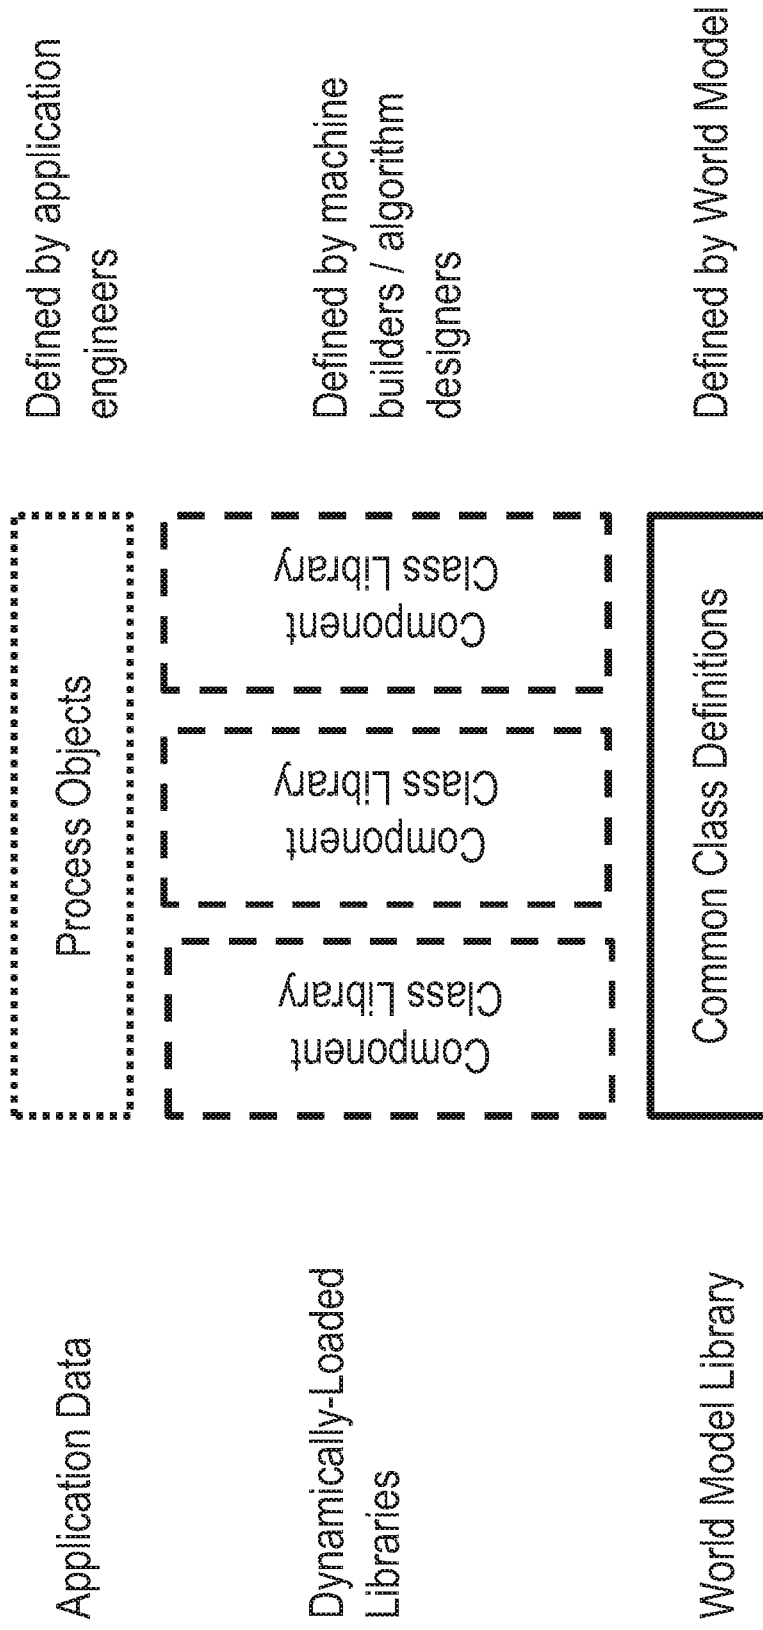 Application Data
Process Objects
Defined by application
engineers
Dynamically-Loaded
Libraries
Component
Class Library
Component
Class Library
Component
Class Library
Defined by machine
builders / algorithm
designers
World Model Library
Common Class Definitions
Defined by World Model